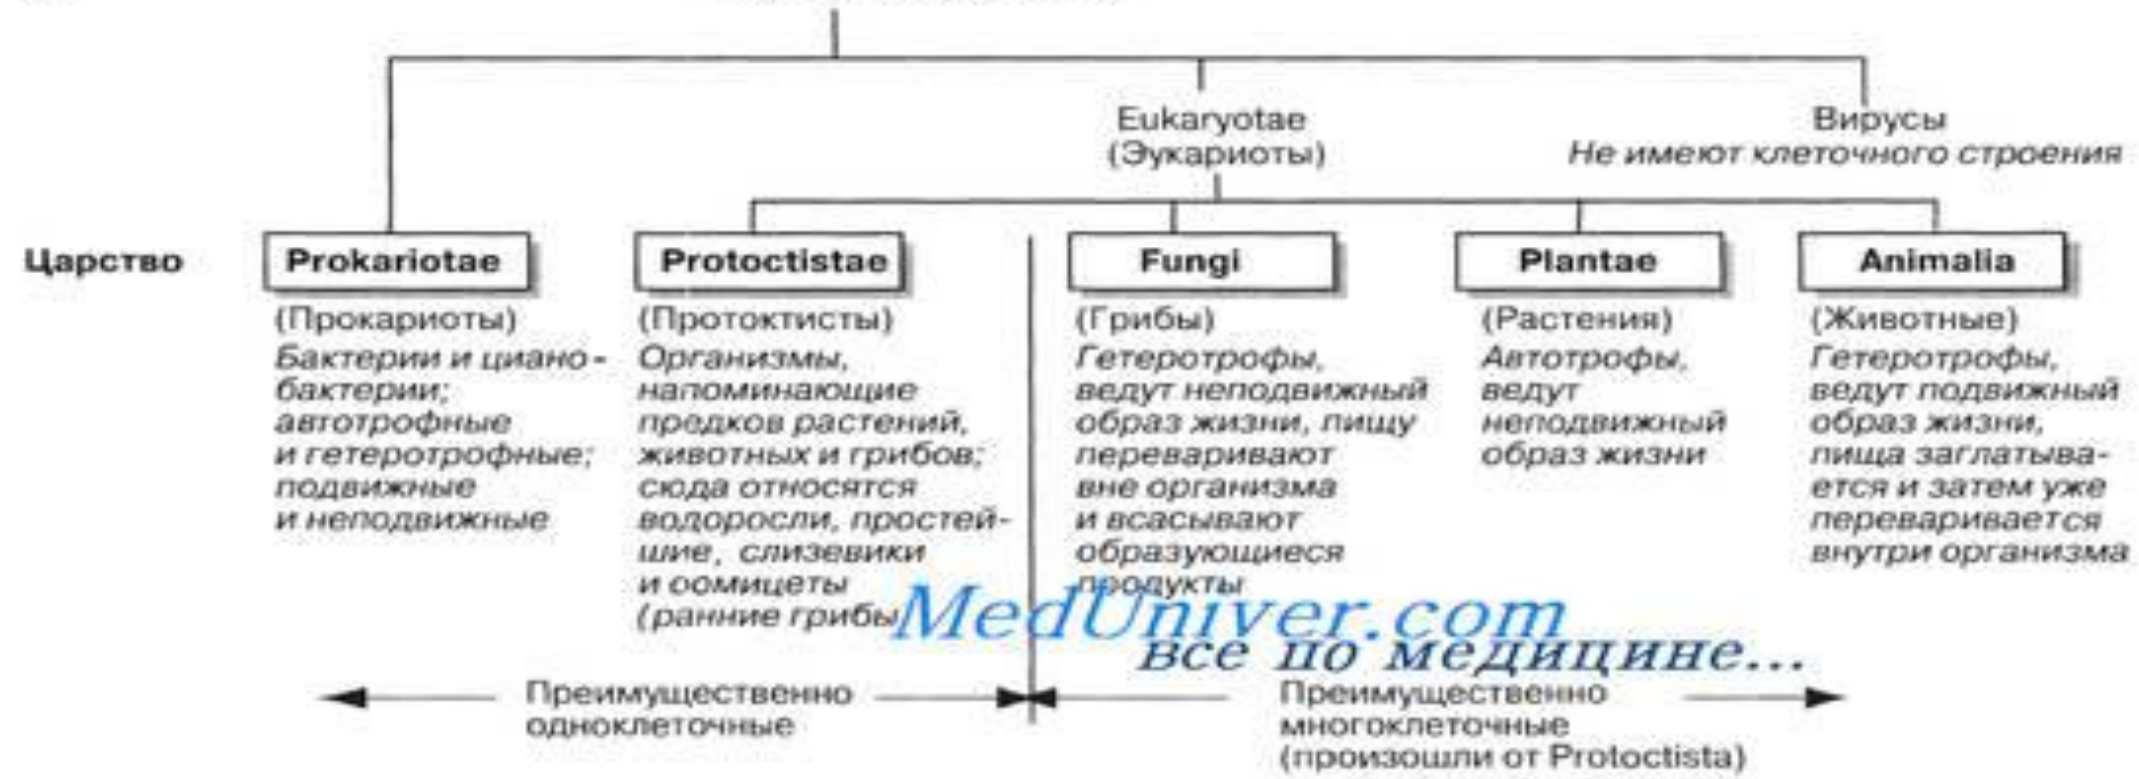 Eukaryotae
(Эукариоты)
Вирусы
Не имеют клеточного строения
Царство
Prokariotae
(Прокариоты)
Бактерии и циано-
бактерии;
автотрофные
и гетеротрофные;
подвижные
и неподвижные
Protoctistae
(Протоктисты)
Организмы,
напоминающие
предков растений,
животных и грибов;
сюда относятся
водоросли, простей-
шие, слизевики
и оомицеты
(ранние грибы
Fungi
(Грибы)
Гетеротрофы,
ведут неподвижный
образ жизни, пищу
переваривают
вне организма
и всасывают
образующиеся
продукты
Plantae
(Растения)
Автотрофы,
ведут
неподвижный
образ жизни
Animalia
(Животные)
Гетеротрофы,
ведут подвижный
образ жизни,
пища заглатыва-
ется и затем уже
переваривается
внутри организма
MedUniver.com
все по медицине...
Преимущественно
одноклеточные
Преимущественно
многоклеточные
(произошли от Protoctista)